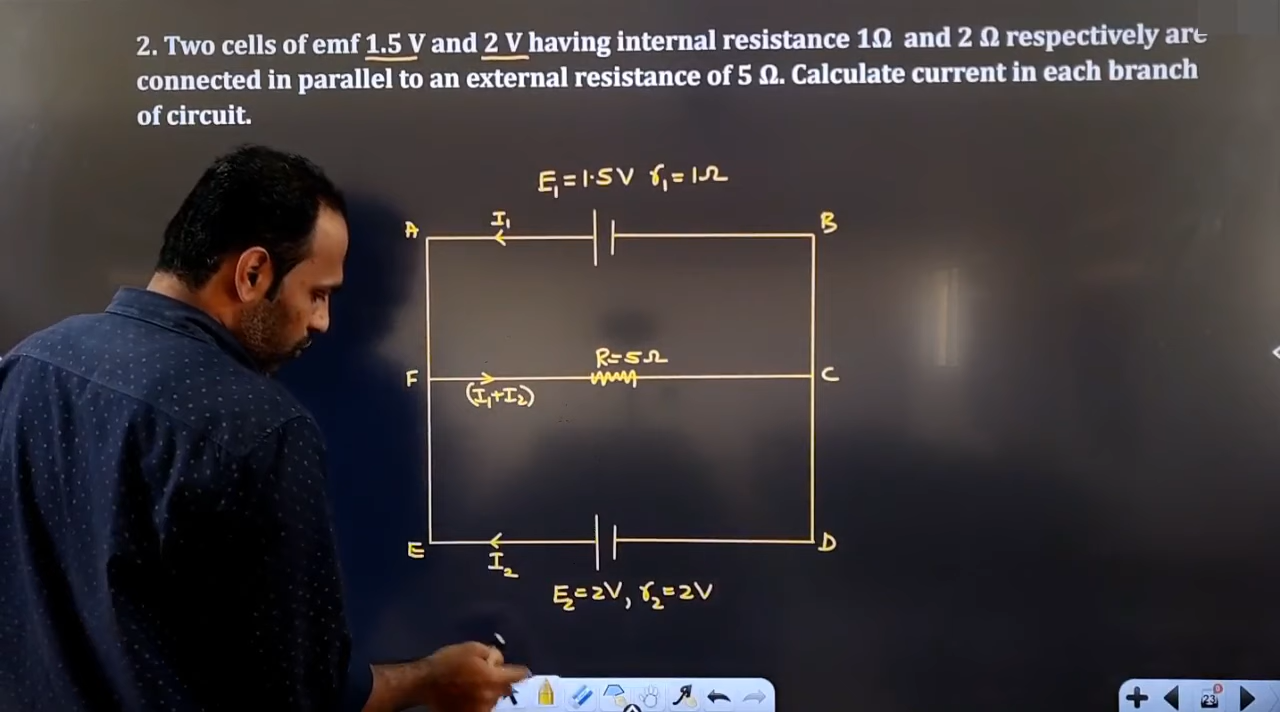 2. Two cells of emf 1.5 V and 2 V having internal resistance 1Ω and 2 Ω respectively are
connected in parallel to an external resistance of 5 Ω. Calculate current in each branch
of circuit.
E₁=1.5V r₁=1Ω
A I₁ B
R=5Ω
F (I₁+I₂) C
E I₂ D
E₂=2V, r₂=2V
23